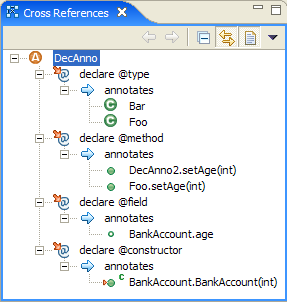 Cross References
DecAnno
declare @type
annotates
Bar
Foo
declare @method
annotates
DecAnno2.setAge(int)
Foo.setAge(int)
declare @field
annotates
BankAccount.age
declare @constructor
annotates
BankAccount.BankAccount(int)